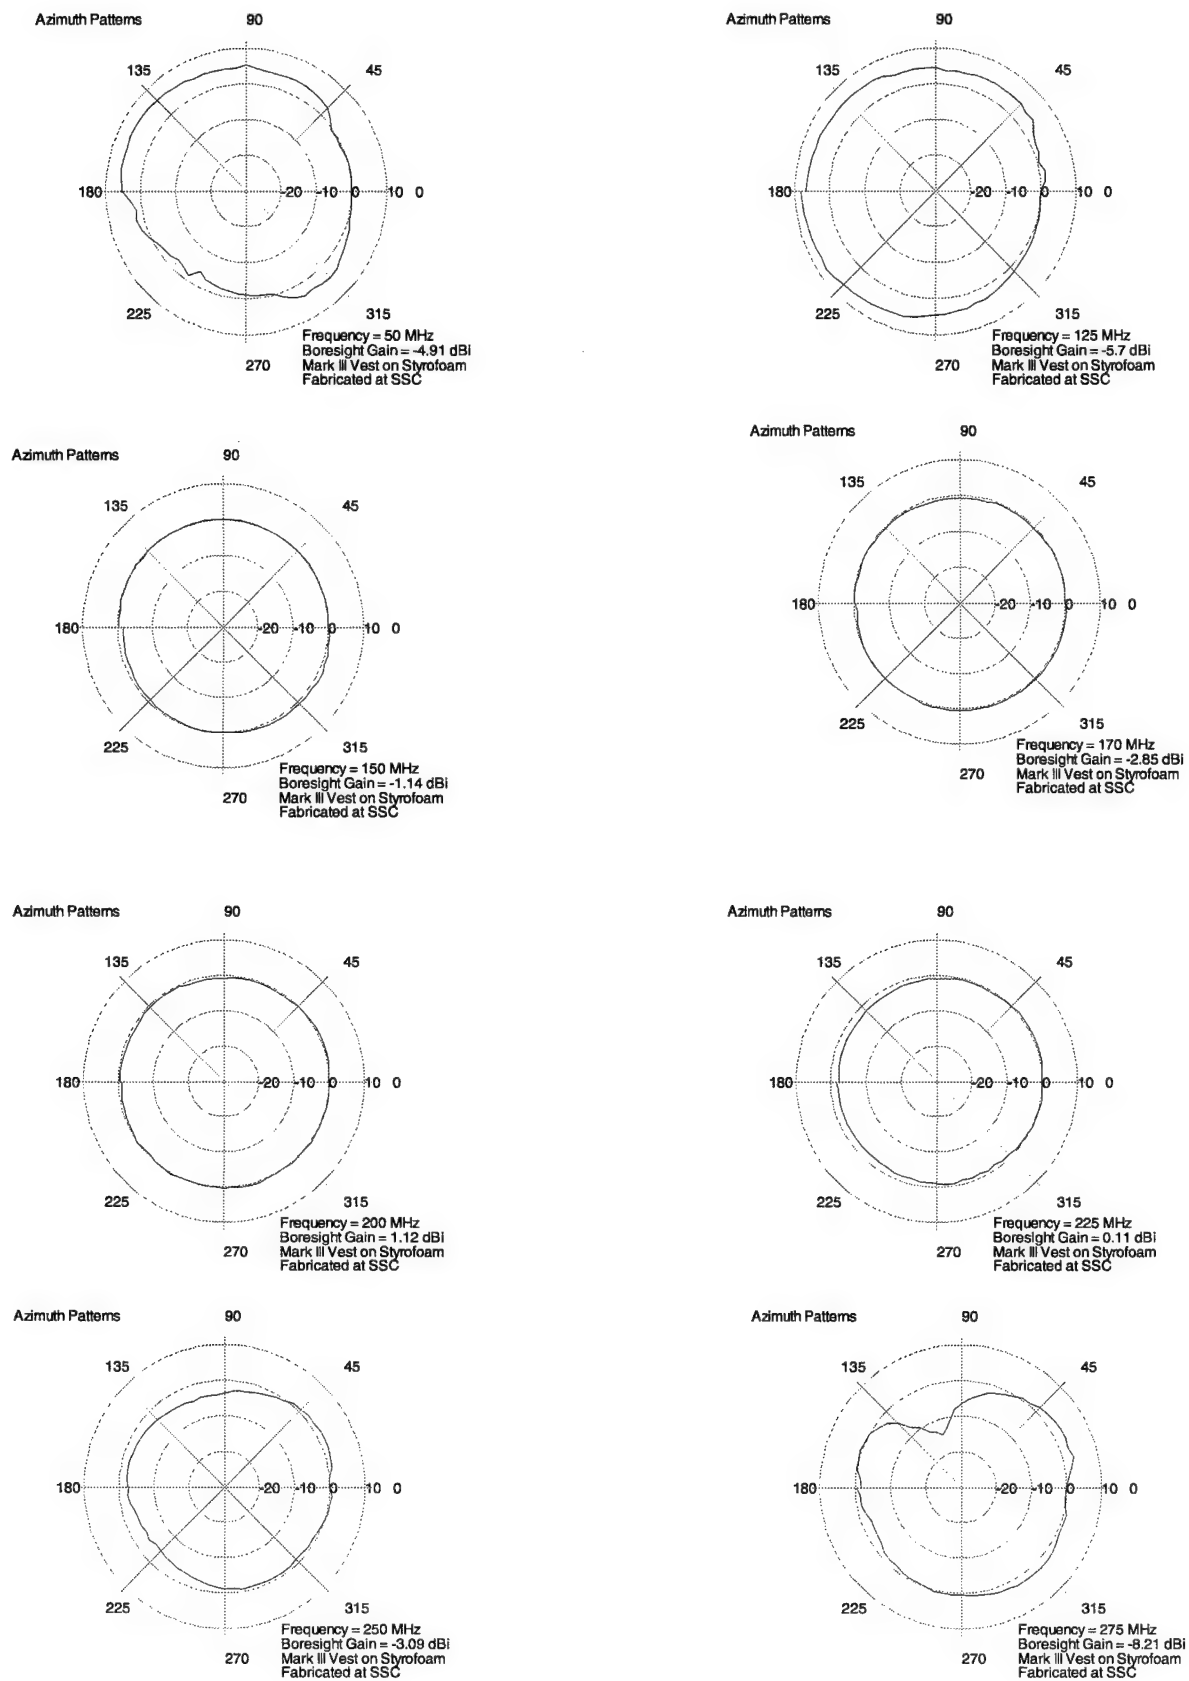 Azimuth Patterns
90
135
45
180
-20 -10 0 10 0
225
315
270
Frequency = 50 MHz
Boresight Gain = -4.91 dBi
Mark III Vest on Styrofoam
Fabricated at SSC
Azimuth Patterns
90
135
45
180
-20 -10 0 10 0
225
315
270
Frequency = 125 MHz
Boresight Gain = -5.7 dBi
Mark III Vest on Styrofoam
Fabricated at SSC
Azimuth Patterns
90
135
45
180
-20 -10 0 10 0
225
315
270
Frequency = 150 MHz
Boresight Gain = -1.14 dBi
Mark III Vest on Styrofoam
Fabricated at SSC
Azimuth Patterns
90
135
45
180
-20 -10 0 10 0
225
315
270
Frequency = 170 MHz
Boresight Gain = -2.85 dBi
Mark III Vest on Styrofoam
Fabricated at SSC
Azimuth Patterns
90
135
45
180
-20 -10 0 10 0
225
315
270
Frequency = 200 MHz
Boresight Gain = 1.12 dBi
Mark III Vest on Styrofoam
Fabricated at SSC
Azimuth Patterns
90
135
45
180
-20 -10 0 10 0
225
315
270
Frequency = 225 MHz
Boresight Gain = 0.11 dBi
Mark III Vest on Styrofoam
Fabricated at SSC
Azimuth Patterns
90
135
45
180
-20 -10 0 10 0
225
315
270
Frequency = 250 MHz
Boresight Gain = -3.09 dBi
Mark III Vest on Styrofoam
Fabricated at SSC
Azimuth Patterns
90
135
45
180
-20 -10 0 10 0
225
315
270
Frequency = 275 MHz
Boresight Gain = -8.21 dBi
Mark III Vest on Styrofoam
Fabricated at SSC